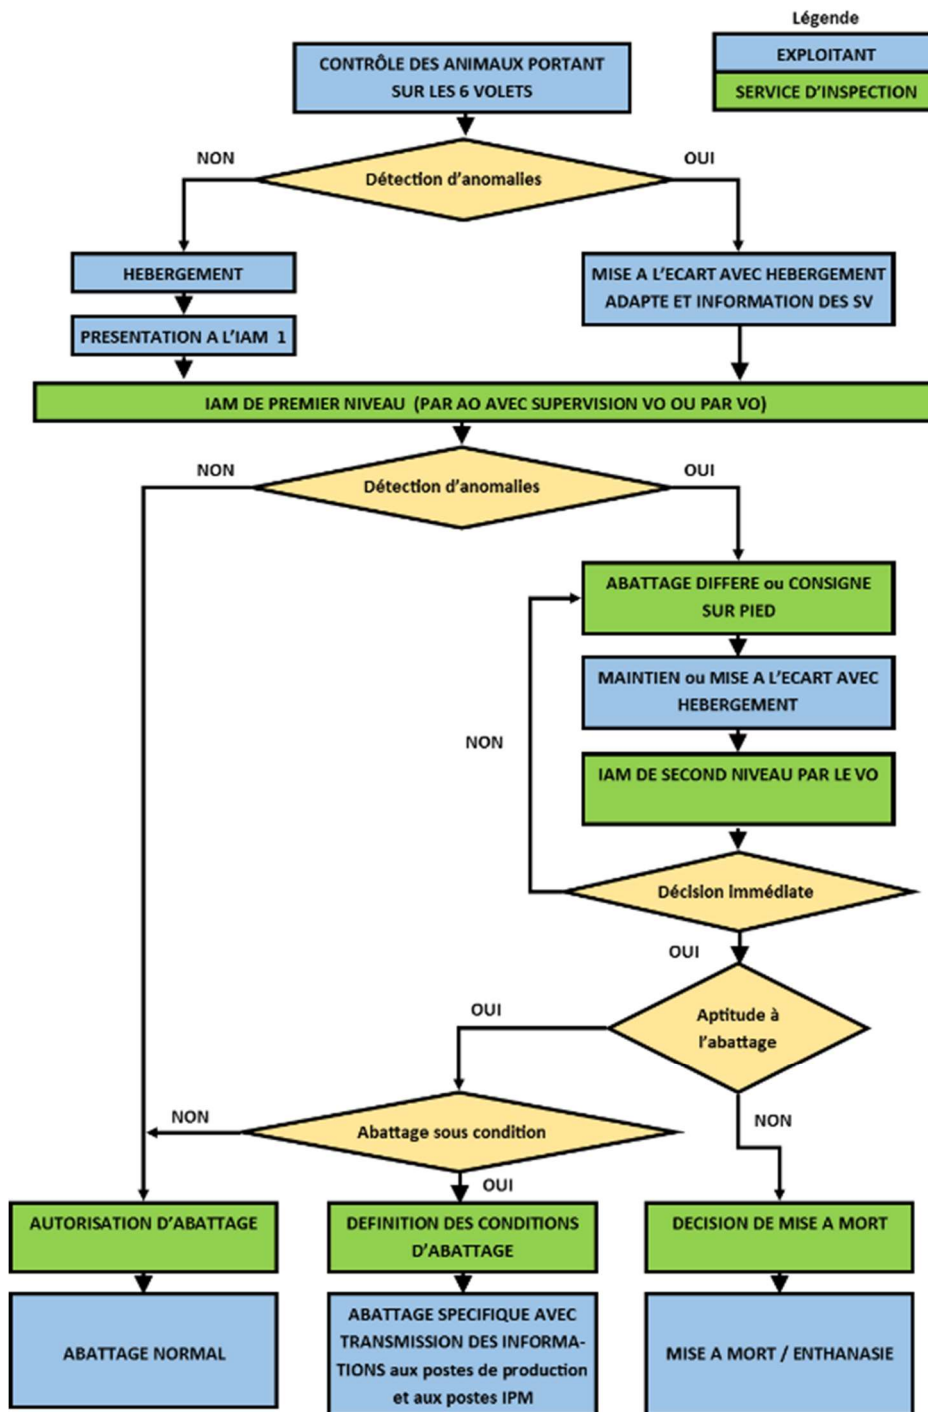 Légende
EXPLOITANT
SERVICE D'INSPECTION
CONTRÔLE DES ANIMAUX PORTANT
SUR LES 6 VOLETS
NON
OUI
Détection d'anomalies
HEBERGEMENT
MISE A L'ECART AVEC HEBERGEMENT
ADAPTE ET INFORMATION DES SV
PRESENTATION A L'IAM 1
IAM DE PREMIER NIVEAU (PAR AO AVEC SUPERVISION VO OU PAR VO)
NON
OUI
Détection d'anomalies
ABATTAGE DIFFERE ou CONSIGNE
SUR PIED
MAINTIEN ou MISE A L'ECART AVEC
HEBERGEMENT
NON
IAM DE SECOND NIVEAU PAR LE VO
Décision immédiate
OUI
Aptitude à
l'abattage
OUI
NON
Abattage sous condition
NON
OUI
AUTORISATION D'ABATTAGE
DEFINITION DES CONDITIONS
D'ABATTAGE
DECISION DE MISE A MORT
ABATTAGE NORMAL
ABATTAGE SPECIFIQUE AVEC
TRANSMISSION DES INFORMA-
TIONS aux postes de production
et aux postes IPM
MISE A MORT / ENTHANASIE